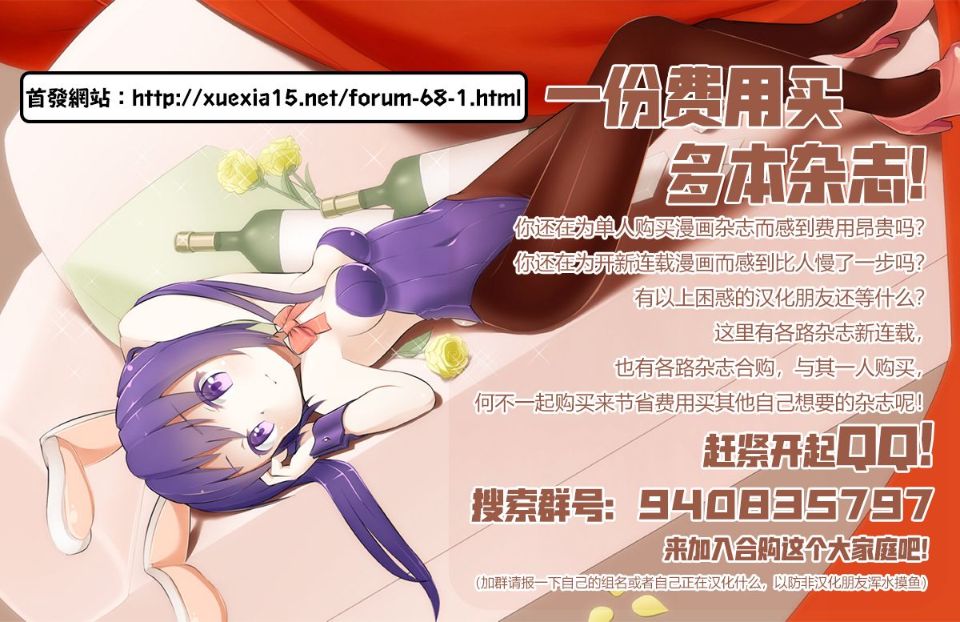 首發網站：http://xuexia15.net/forum-68-1.html
一份费用买
多本杂志！
你还在为单人购买漫画杂志而感到费用昂贵吗？
你还在为开新连载漫画而感到比人慢了一步吗？
有以上困惑的汉化朋友还等什么？
这里有各路杂志新连载，
也有各路杂志合购，与其一人购买，
何不一起购买来节省费用买其他自己想要的杂志呢！
赶紧开起QQ！
搜索群号：940835797
来加入合购这个大家庭吧！
（加群请报一下自己的组名或者自己正在汉化什么，以防非汉化朋友浑水摸鱼）